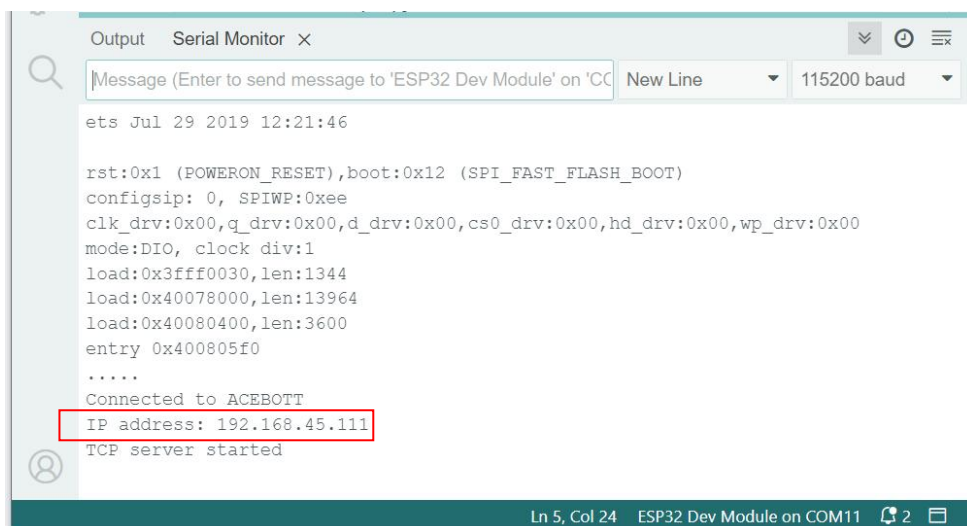 Output Serial Monitor ×
Message (Enter to send message to 'ESP32 Dev Module' on 'CO New Line 115200 baud
ets Jul 29 2019 12:21:46
rst:0x1 (POWERON_RESET),boot:0x12 (SPI_FAST_FLASH_BOOT)
configsip: 0, SPIWP:0xee
clk_drv:0x00,q_drv:0x00,d_drv:0x00,cs0_drv:0x00,hd_drv:0x00,wp_drv:0x00
mode:DIO, clock div:1
load:0x3fff0030,len:1344
load:0x40078000,len:13964
load:0x40080400,len:3600
entry 0x400805f0
.....
Connected to ACEBOTT
IP address: 192.168.45.111
TCP server started
Ln 5, Col 24 ESP32 Dev Module on COM11 2